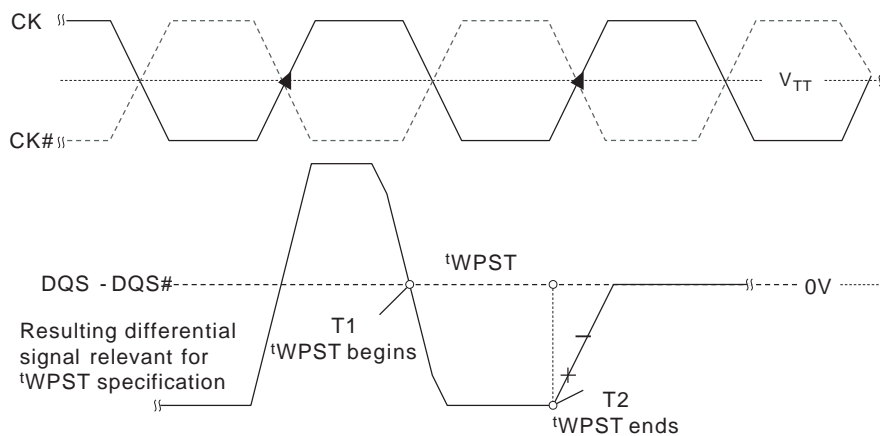 CK
V_TT
CK#
tWPST
DQS - DQS#
0V
Resulting differential
signal relevant for
tWPST specification
T1
tWPST begins
T2
tWPST ends